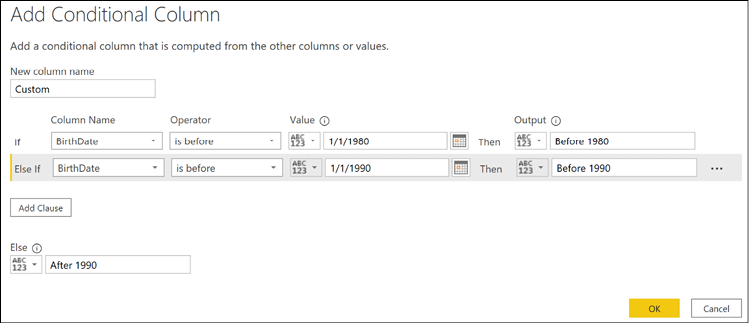 Add Conditional Column
Add a conditional column that is computed from the other columns or values.
New column name
Custom
Column Name Operator Value Output
If BirthDate is before ABC 123 1/1/1980 Then ABC 123 Before 1980
Else If BirthDate is before ABC 123 1/1/1990 Then ABC 123 Before 1990 ...
Add Clause
Else
ABC 123 After 1990
OK Cancel